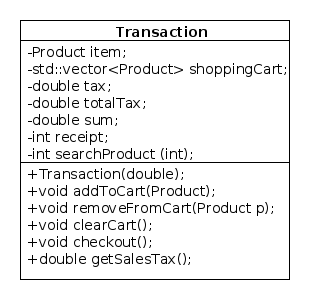 Transaction
-Product item;
-std::vector<Product> shoppingCart;
-double tax;
-double totalTax;
-double sum;
-int receipt;
-int searchProduct (int);
+Transaction(double);
+void addToCart(Product);
+void removeFromCart(Product p);
+void clearCart();
+void checkout();
+double getSalesTax();